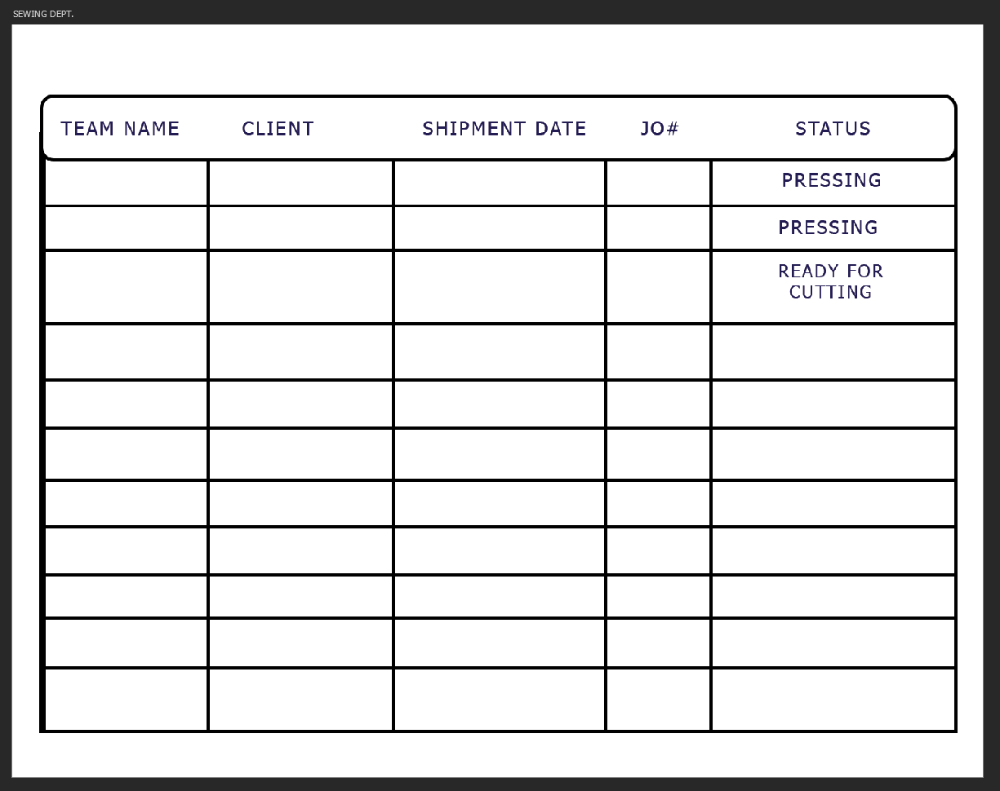 SEWING DEPT.
TEAM NAME CLIENT SHIPMENT DATE JO# STATUS
PRESSING
PRESSING
READY FOR
CUTTING